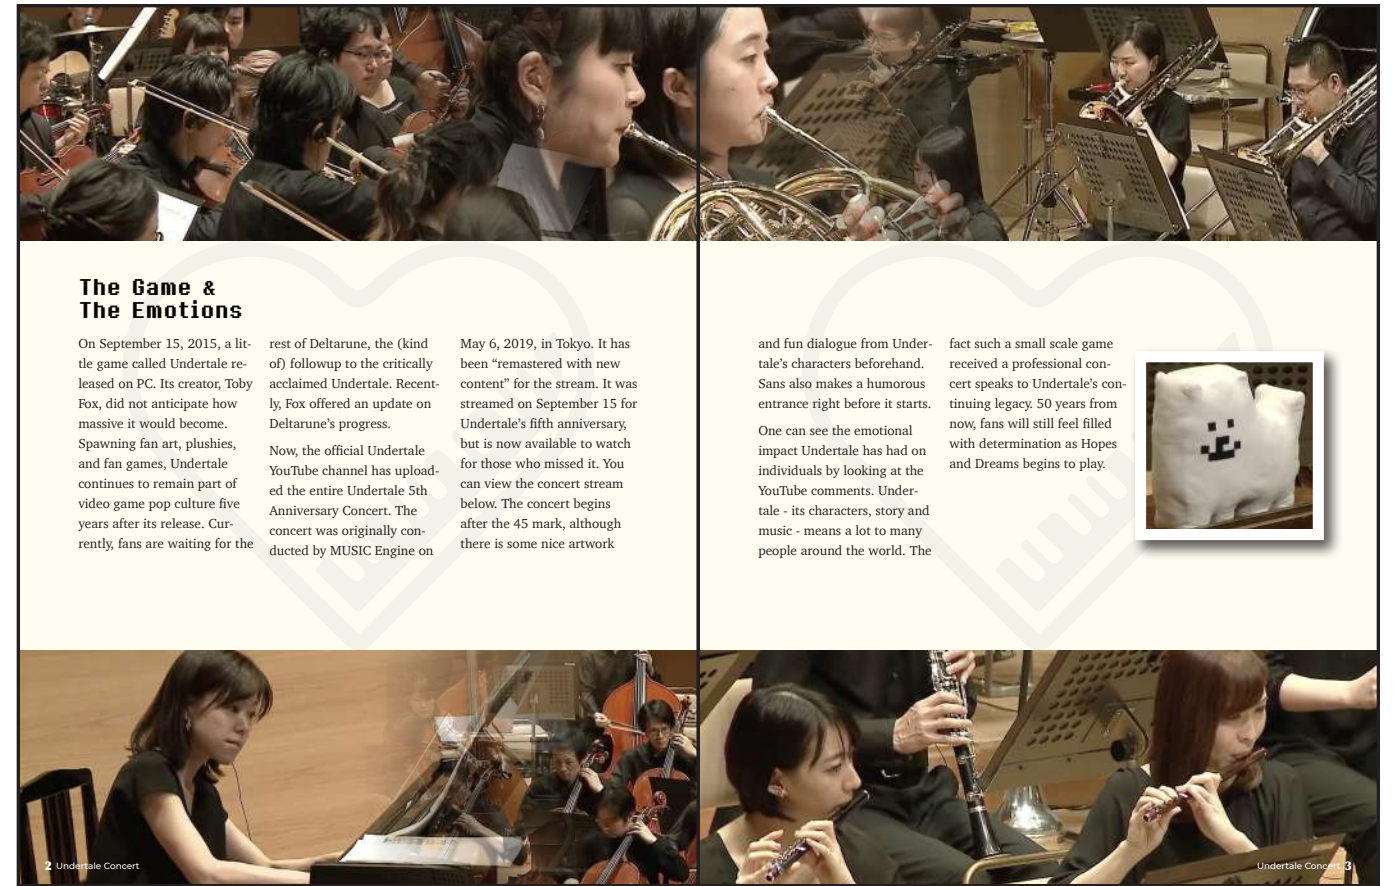 The Game &
The Emotions
On September 15, 2015, a lit-
tle game called Undertale re-
leased on PC. Its creator, Toby
Fox, did not anticipate how
massive it would become.
Spawning fan art, plushies,
and fan games, Undertale
continues to remain part of
video game pop culture five
years after its release. Cur-
rently, fans are waiting for the
rest of Deltarune, the (kind
of) followup to the critically
acclaimed Undertale. Recent-
ly, Fox offered an update on
Deltarune’s progress.
Now, the official Undertale
YouTube channel has upload-
ed the entire Undertale 5th
Anniversary Concert. The
concert was originally con-
ducted by MUSIC Engine on
May 6, 2019, in Tokyo. It has
been “remastered with new
content” for the stream. It was
streamed on September 15 for
Undertale’s fifth anniversary,
but is now available to watch
for those who missed it. You
can view the concert stream
below. The concert begins
after the 45 mark, although
there is some nice artwork
and fun dialogue from Under-
tale’s characters beforehand.
Sans also makes a humorous
entrance right before it starts.
One can see the emotional
impact Undertale has had on
individuals by looking at the
YouTube comments. Under-
tale - its characters, story and
music - means a lot to many
people around the world. The
fact such a small scale game
received a professional con-
cert speaks to Undertale’s con-
tinuing legacy. 50 years from
now, fans will still feel filled
with determination as Hopes
and Dreams begins to play.
2 Undertale Concert
Undertale Concert 3